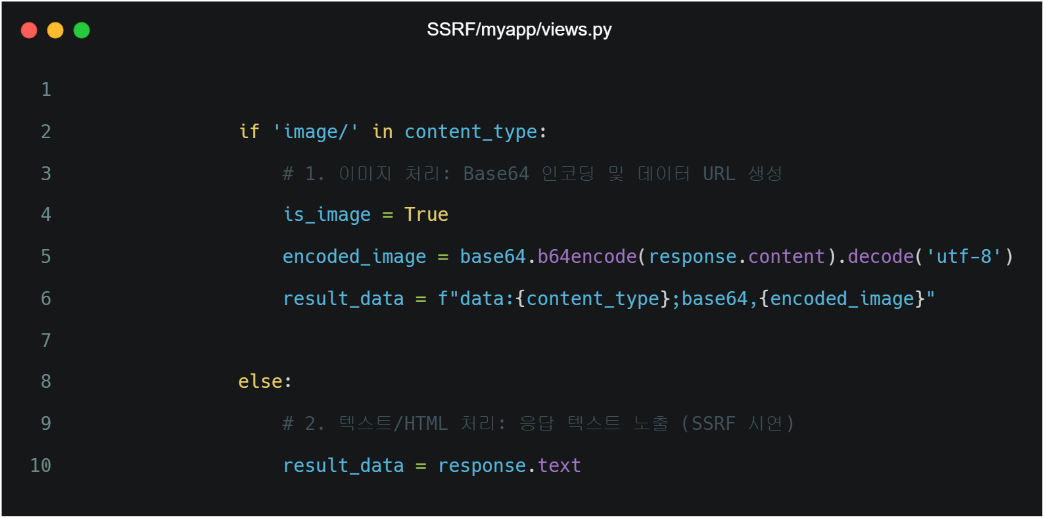 SSRF/myapp/views.py
1
2 if 'image/' in content_type:
3 # 1. 이미지 처리: Base64 인코딩 및 데이터 URL 생성
4 is_image = True
5 encoded_image = base64.b64encode(response.content).decode('utf-8')
6 result_data = f"data:{content_type};base64,{encoded_image}"
7
8 else:
9 # 2. 텍스트/HTML 처리: 응답 텍스트 노출 (SSRF 시연)
10 result_data = response.text